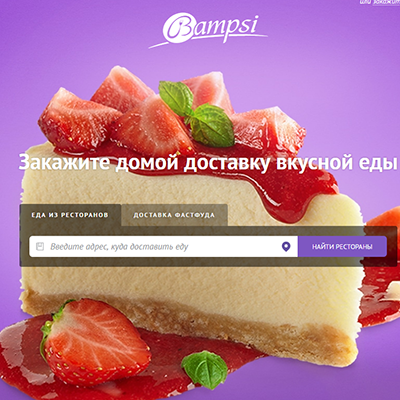 или закажит
Bampsi
Закажите домой доставку вкусной еды
ЕДА ИЗ РЕСТОРАНОВ
ДОСТАВКА ФАСТФУДА
Введите адрес, куда доставить еду
НАЙТИ РЕСТОРАНЫ